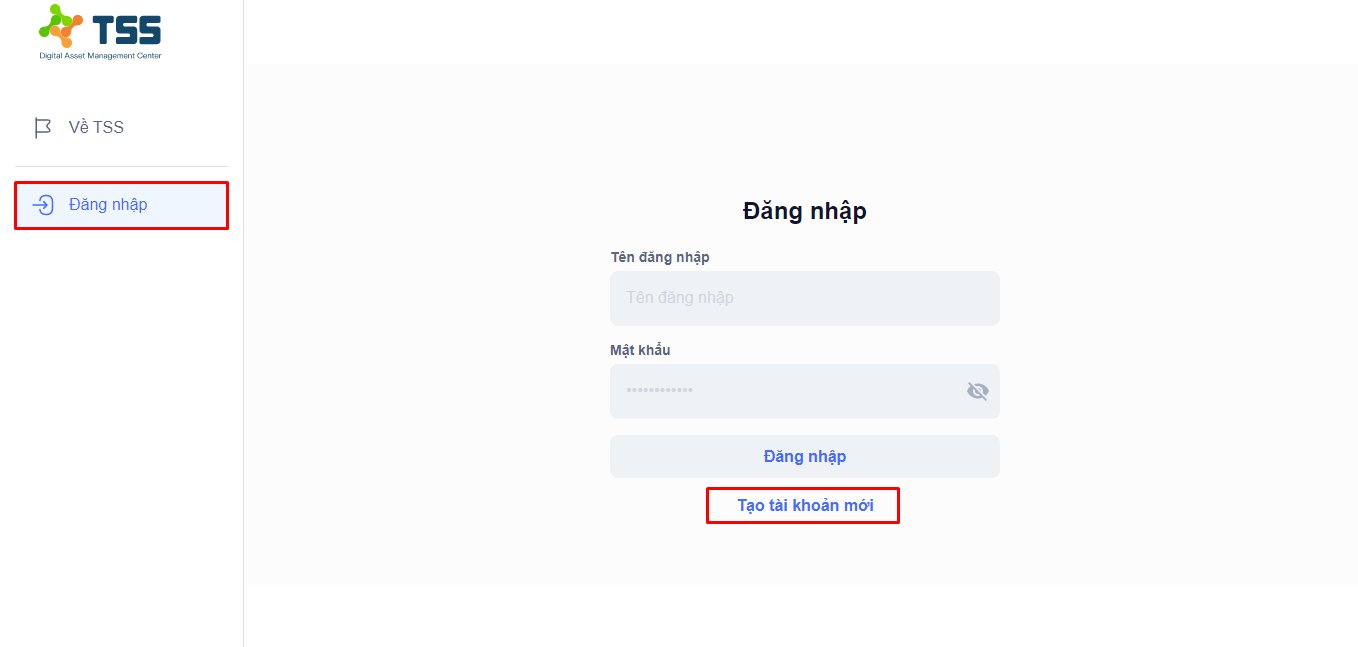 TSS
Digital Asset Management Center
Về TSS
Đăng nhập
Đăng nhập
Tên đăng nhập
Tên đăng nhập
Mật khẩu
••••••••••••
Đăng nhập
Tạo tài khoản mới